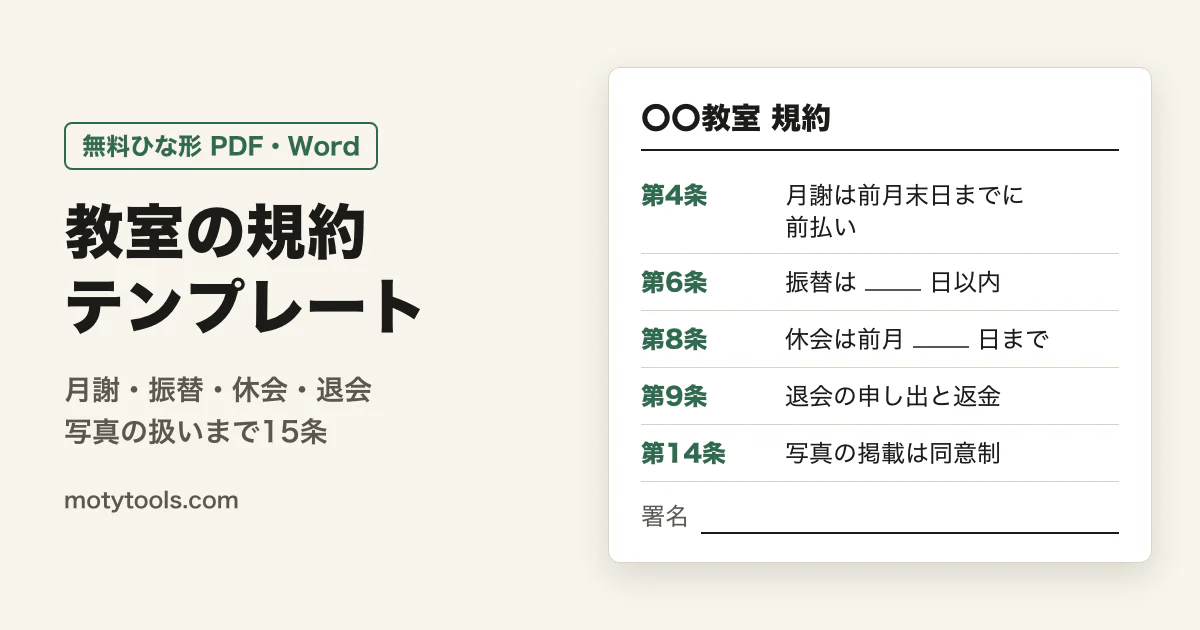 無料ひな形 PDF・Word
教室の規約
テンプレート
月謝・振替・休会・退会
写真の扱いまで15条
motytools.com
〇〇教室 規約
第4条 月謝は前月末日までに
前払い
第6条 振替は ____ 日以内
第8条 休会は前月 ____ 日まで
第9条 退会の申し出と返金
第14条 写真の掲載は同意制
署名